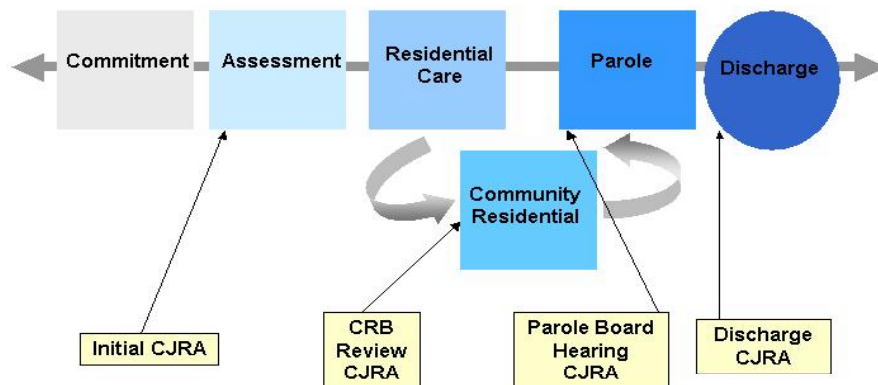 Commitment
Assessment
Residential
Care
Parole
Discharge
Community
Residential
Initial CJRA
CRB
Review
CJRA
Parole Board
Hearing
CJRA
Discharge
CJRA